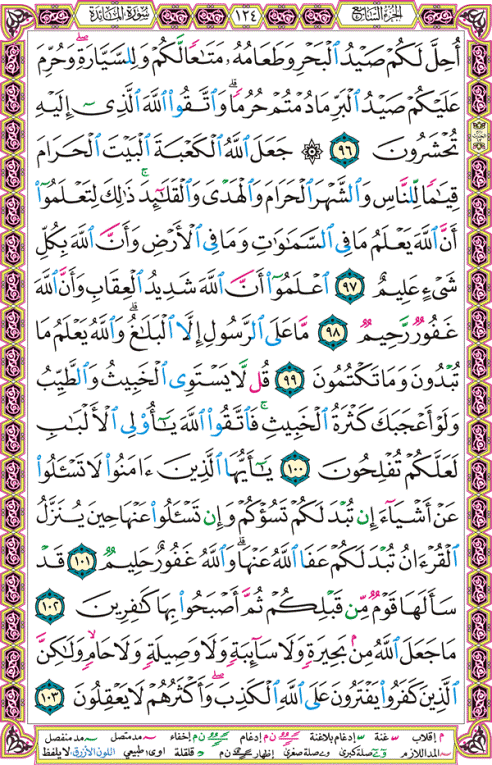 الجزء السابع ١٢٤ سورة المائدة
أُحِلَّ لَكُمْ صَيْدُ ٱلْبَحْرِ وَطَعَامُهُۥ مَتَٰعًا لَّكُمْ وَلِلسَّيَّارَةِ ۖ وَحُرِّمَ
عَلَيْكُمْ صَيْدُ ٱلْبَرِّ مَا دُمْتُمْ حُرُمًا ۗ وَٱتَّقُوا۟ ٱللَّهَ ٱلَّذِىٓ إِلَيْهِ
تُحْشَرُونَ ٩٦ ۞ جَعَلَ ٱللَّهُ ٱلْكَعْبَةَ ٱلْبَيْتَ ٱلْحَرَامَ
قِيَٰمًا لِّلنَّاسِ وَٱلشَّهْرَ ٱلْحَرَامَ وَٱلْهَدْىَ وَٱلْقَلَٰٓئِدَ ۚ ذَٰلِكَ لِتَعْلَمُوٓا۟
أَنَّ ٱللَّهَ يَعْلَمُ مَا فِى ٱلسَّمَٰوَٰتِ وَمَا فِى ٱلْأَرْضِ وَأَنَّ ٱللَّهَ بِكُلِّ
شَىْءٍ عَلِيمٌ ٩٧ ٱعْلَمُوٓا۟ أَنَّ ٱللَّهَ شَدِيدُ ٱلْعِقَابِ وَأَنَّ ٱللَّهَ
غَفُورٌ رَّحِيمٌ ٩٨ مَّا عَلَى ٱلرَّسُولِ إِلَّا ٱلْبَلَٰغُ ۗ وَٱللَّهُ يَعْلَمُ مَا
تُبْدُونَ وَمَا تَكْتُمُونَ ٩٩ قُل لَّا يَسْتَوِى ٱلْخَبِيثُ وَٱلطَّيِّبُ
وَلَوْ أَعْجَبَكَ كَثْرَةُ ٱلْخَبِيثِ ۚ فَٱتَّقُوا۟ ٱللَّهَ يَٰٓأُو۟لِى ٱلْأَلْبَٰبِ
لَعَلَّكُمْ تُفْلِحُونَ ١٠٠ يَٰٓأَيُّهَا ٱلَّذِينَ ءَامَنُوا۟ لَا تَسْـَٔلُوا۟
عَنْ أَشْيَآءَ إِن تُبْدَ لَكُمْ تَسُؤْكُمْ وَإِن تَسْـَٔلُوا۟ عَنْهَا حِينَ يُنَزَّلُ
ٱلْقُرْءَانُ تُبْدَ لَكُمْ عَفَا ٱللَّهُ عَنْهَا ۗ وَٱللَّهُ غَفُورٌ حَلِيمٌ ١٠١ قَدْ
سَأَلَهَا قَوْمٌ مِّن قَبْلِكُمْ ثُمَّ أَصْبَحُوا۟ بِهَا كَٰفِرِينَ ١٠٢
مَا جَعَلَ ٱللَّهُ مِنۢ بَحِيرَةٍ وَلَا سَآئِبَةٍ وَلَا وَصِيلَةٍ وَلَا حَامٍ ۙ وَلَٰكِنَّ
ٱلَّذِينَ كَفَرُوا۟ يَفْتَرُونَ عَلَى ٱللَّهِ ٱلْكَذِبَ ۖ وَأَكْثَرُهُمْ لَا يَعْقِلُونَ ١٠٣
م إقلاب غنة إدغام بلاغنة ن م إدغام ن م إخفاء مد متصل مد منفصل
المد اللازم صلة كبرى وصلة صغرى إظهار ن م قلقلة اوى: طبيعي اللون الأزرق: لا يلفظ